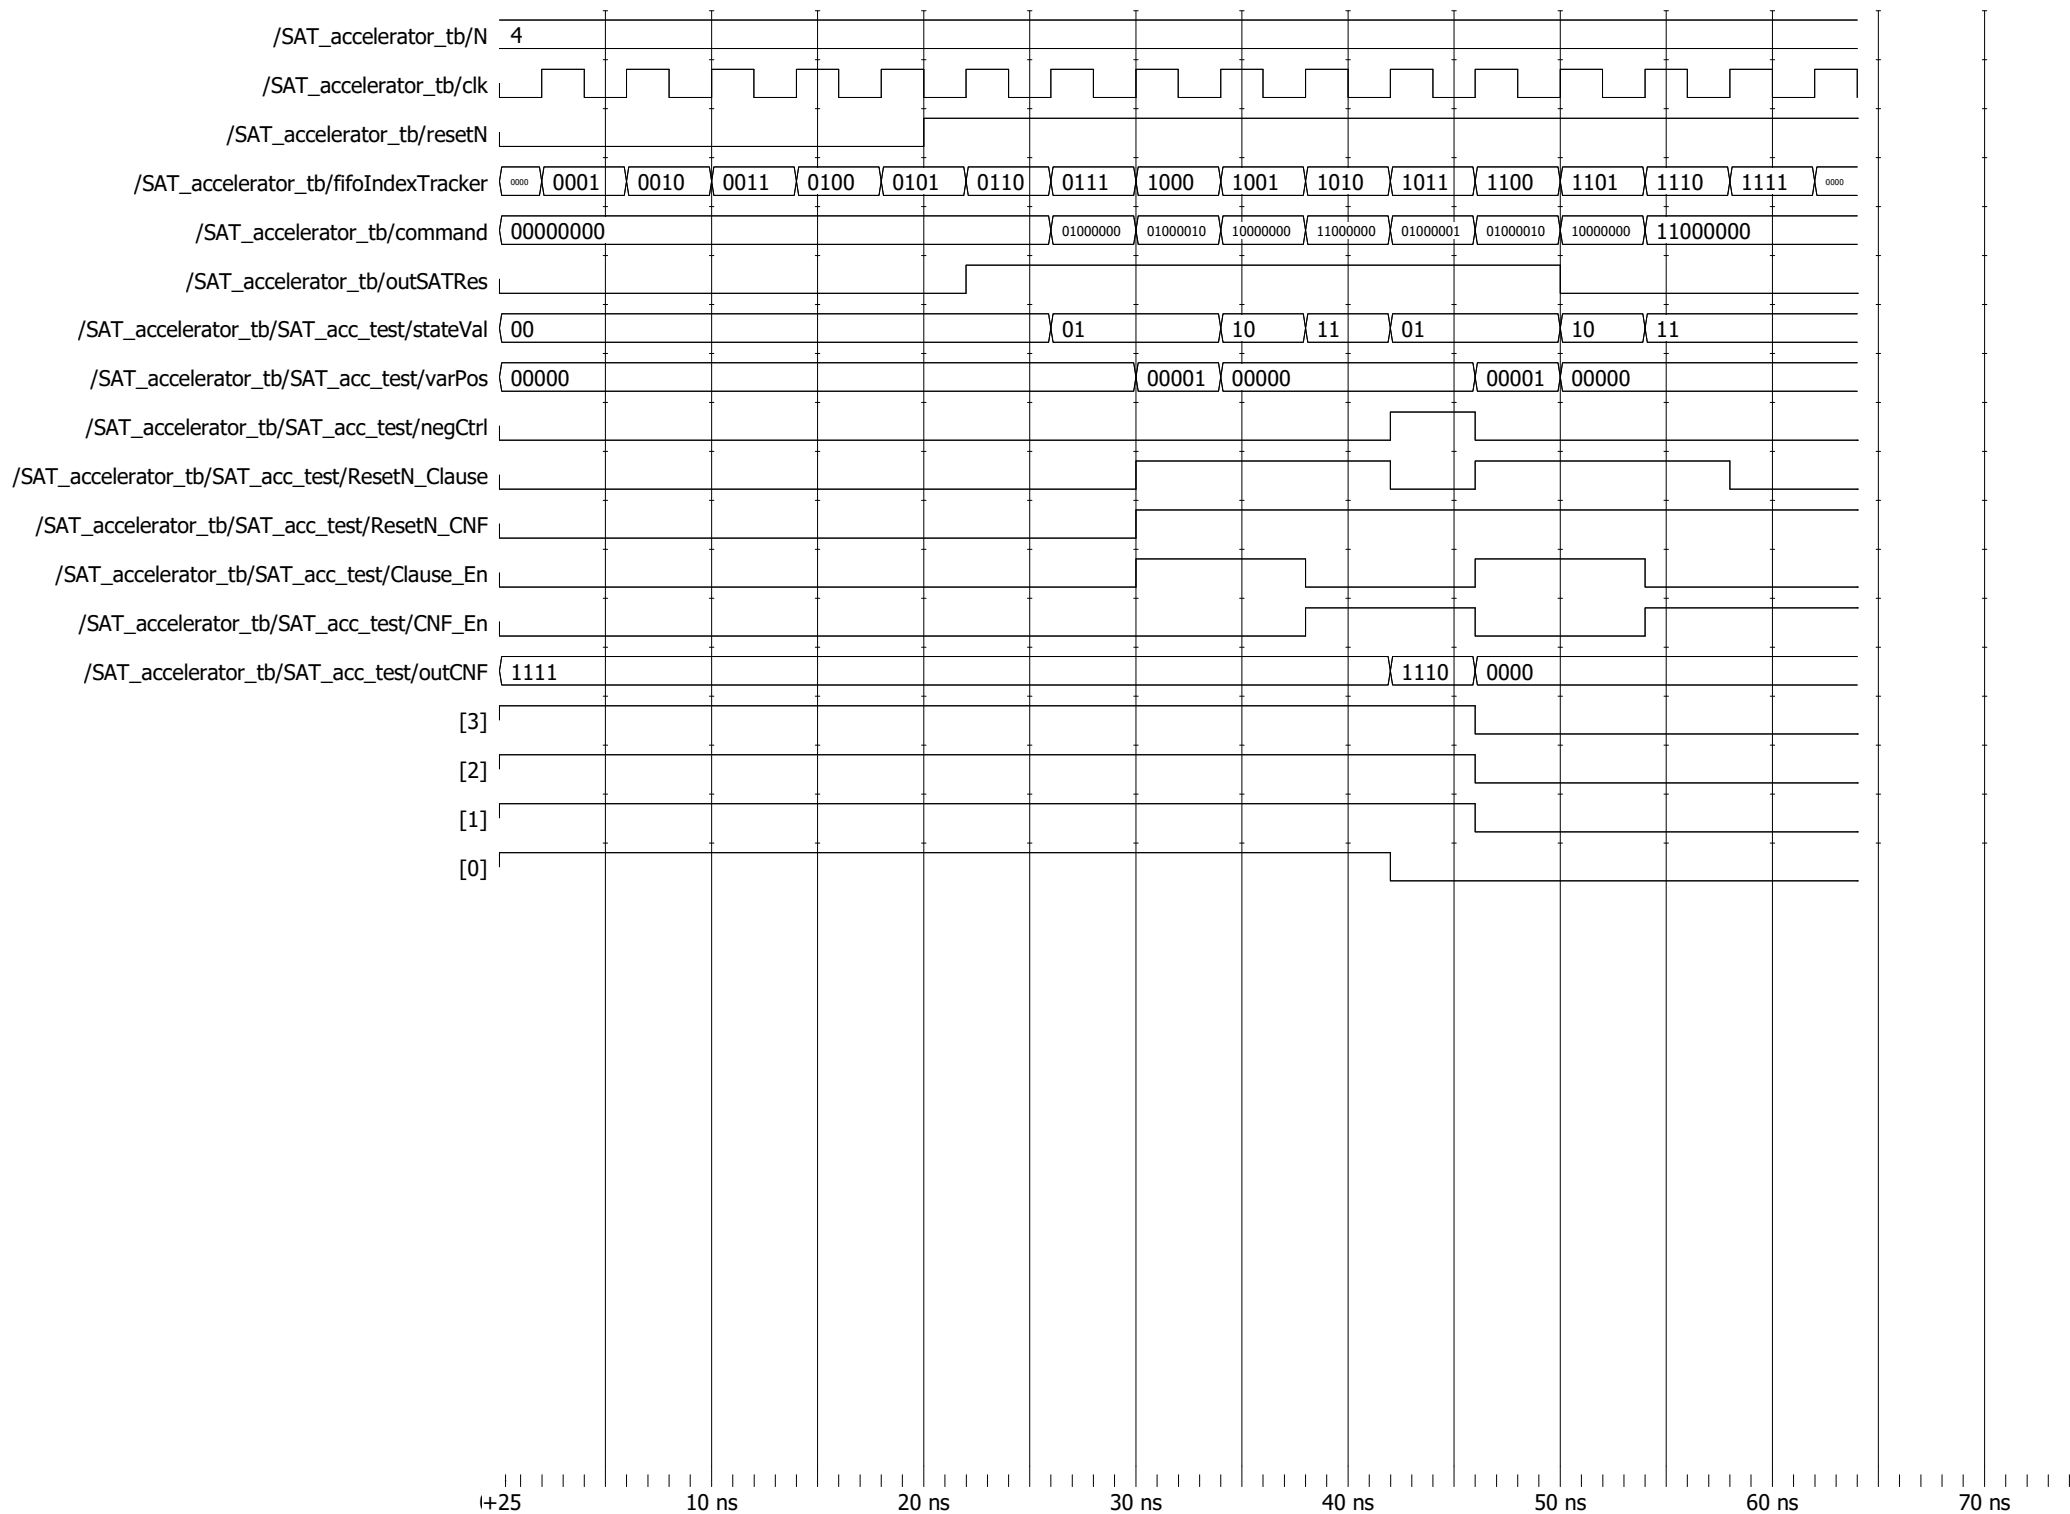 /SAT_accelerator_tb/N 4
/SAT_accelerator_tb/clk
/SAT_accelerator_tb/resetN
/SAT_accelerator_tb/fifoIndexTracker 0000 0001 0010 0011 0100 0101 0110 0111 1000 1001 1010 1011 1100 1101 1110 1111 0000
/SAT_accelerator_tb/command 00000000 01000000 01000010 10000000 11000000 01000001 01000010 10000000 11000000
/SAT_accelerator_tb/outSATRes
/SAT_accelerator_tb/SAT_acc_test/stateVal 00 01 10 11 01 10 11
/SAT_accelerator_tb/SAT_acc_test/varPos 00000 00001 00000 00001 00000
/SAT_accelerator_tb/SAT_acc_test/negCtrl
/SAT_accelerator_tb/SAT_acc_test/ResetN_Clause
/SAT_accelerator_tb/SAT_acc_test/ResetN_CNF
/SAT_accelerator_tb/SAT_acc_test/Clause_En
/SAT_accelerator_tb/SAT_acc_test/CNF_En
/SAT_accelerator_tb/SAT_acc_test/outCNF 1111 1110 0000
[3]
[2]
[1]
[0]
+25 10 ns 20 ns 30 ns 40 ns 50 ns 60 ns 70 ns